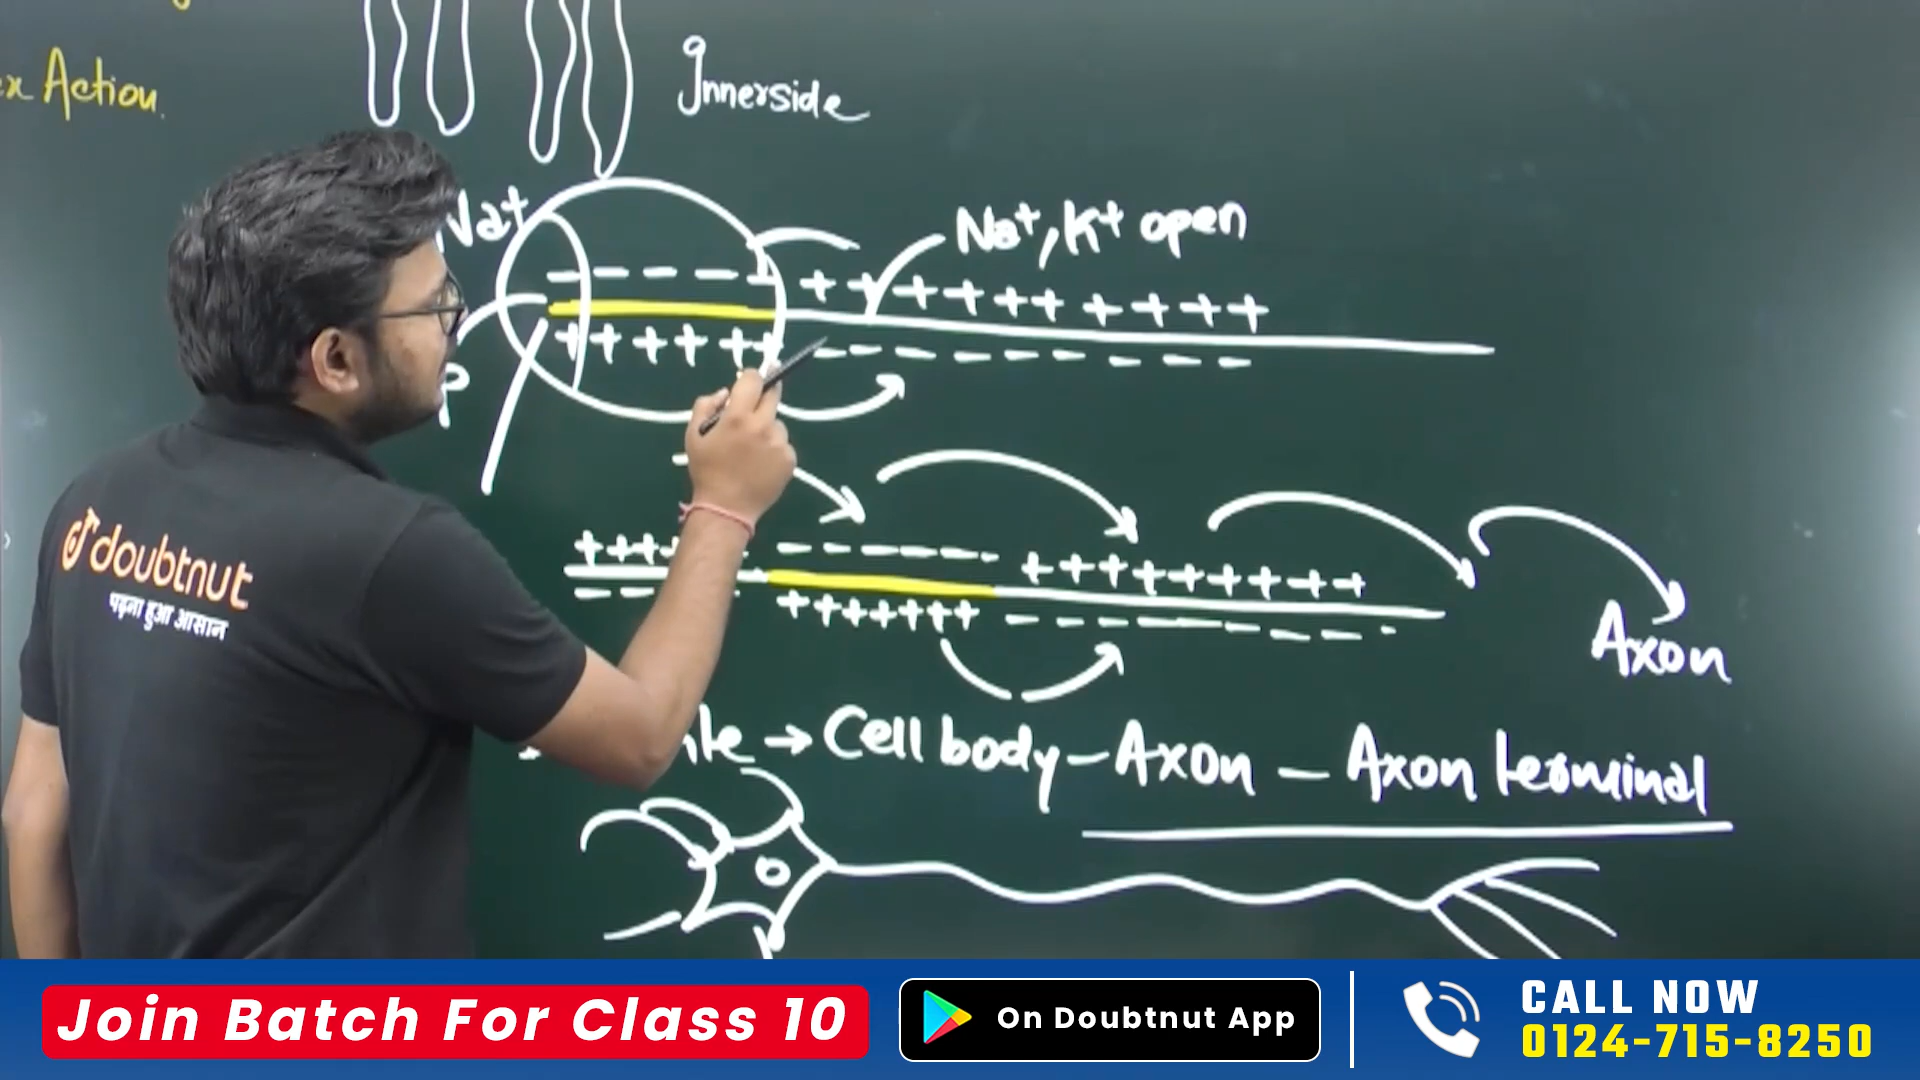 Action.
Innerside
Na+
Na+, K+ open
- - - - -
+ + + + + + + + + + +
+ + + + + +
- - - - - - - - -
P
doubtnut
पढ़ना हुआ आसान
+ + +
- - - - - -
+ + + + + + + + +
+ + + + + + +
- - - - - - - -
Axon
→ Cell body – Axon – Axon terminal
Join Batch For Class 10
On Doubtnut App
CALL NOW
0124-715-8250